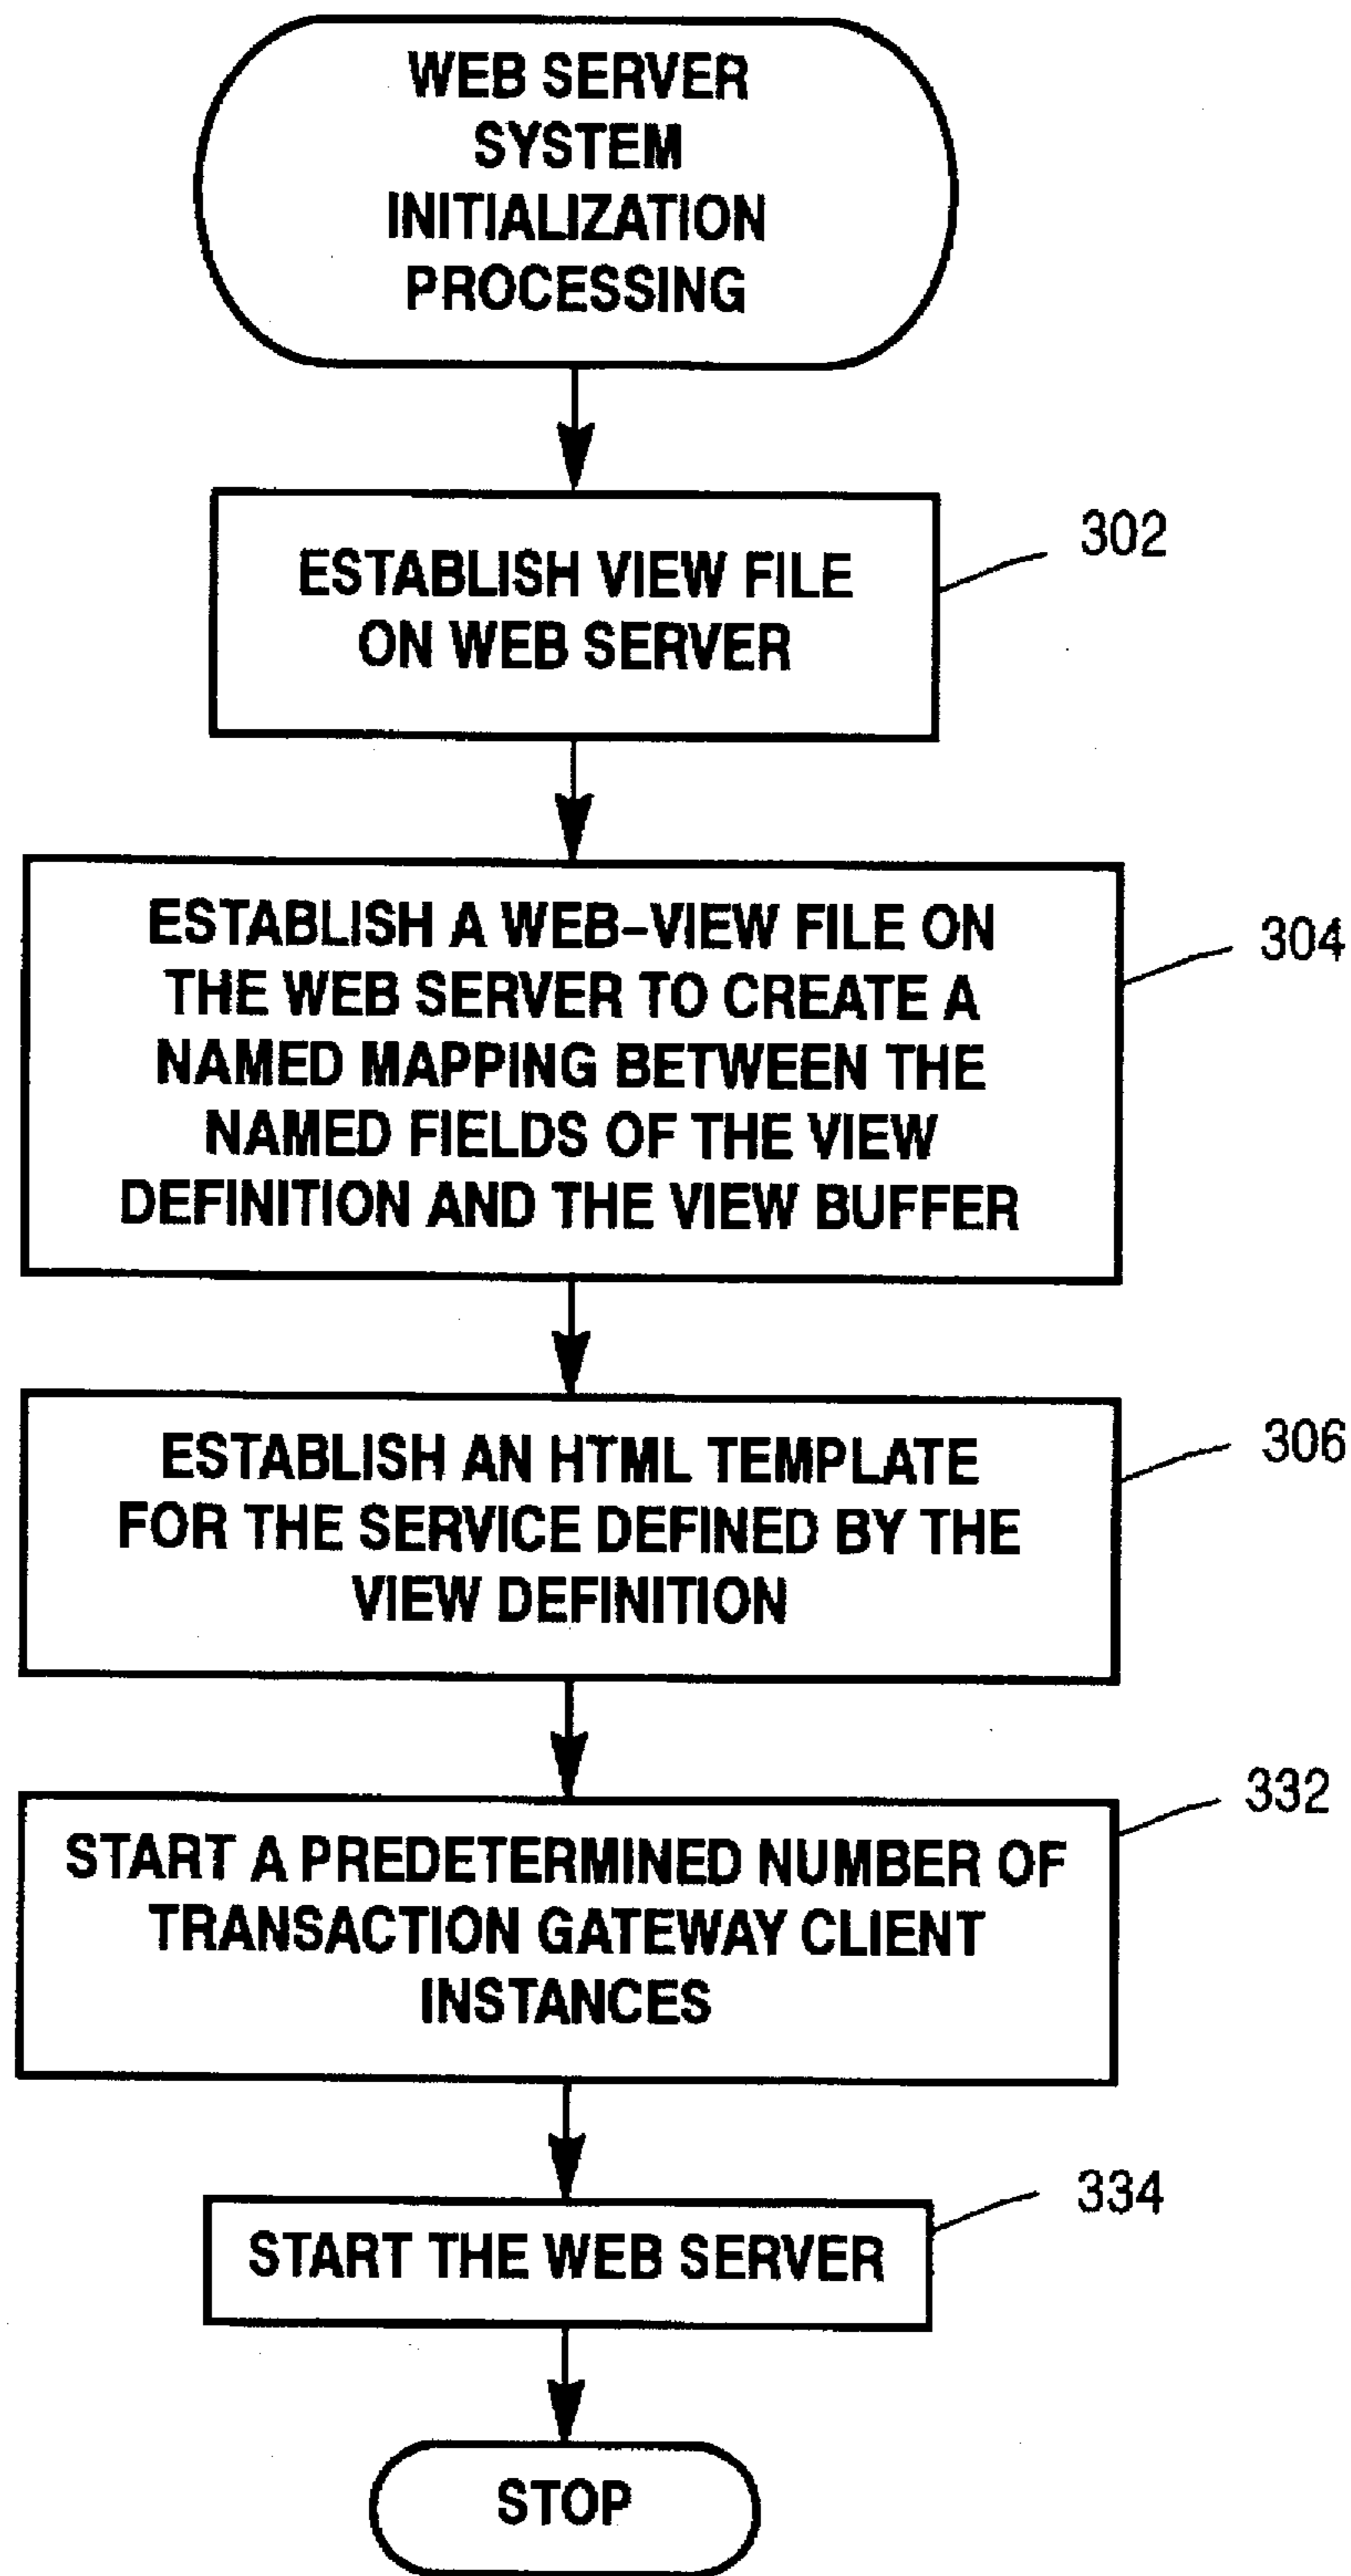 WEB SERVER
SYSTEM
INITIALIZATION
PROCESSING
302
ESTABLISH VIEW FILE
ON WEB SERVER
304
ESTABLISH A WEB-VIEW FILE ON
THE WEB SERVER TO CREATE A
NAMED MAPPING BETWEEN THE
NAMED FIELDS OF THE VIEW
DEFINITION AND THE VIEW BUFFER
306
ESTABLISH AN HTML TEMPLATE
FOR THE SERVICE DEFINED BY THE
VIEW DEFINITION
332
START A PREDETERMINED NUMBER OF
TRANSACTION GATEWAY CLIENT
INSTANCES
334
START THE WEB SERVER
STOP